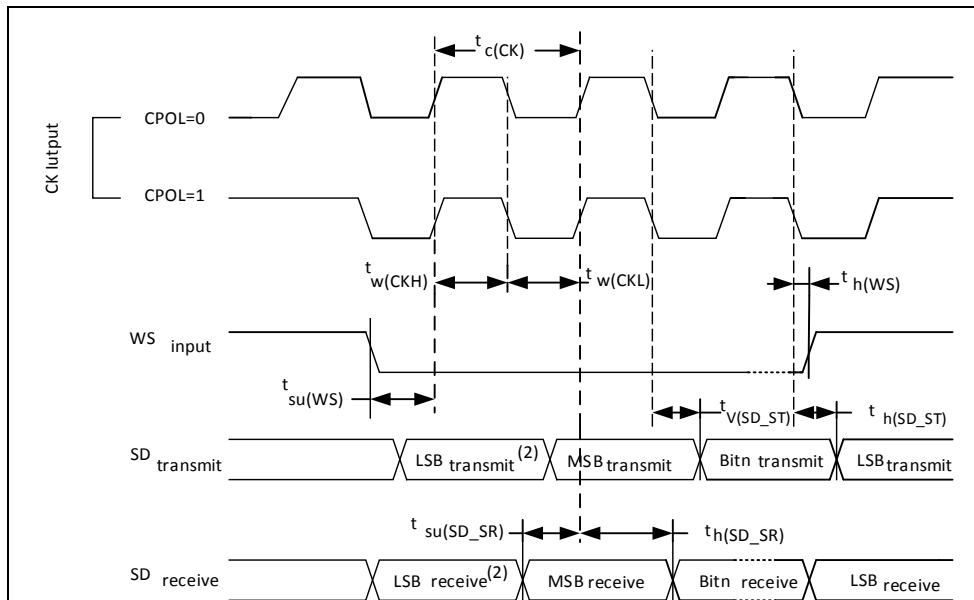 t c(CK)
CK Iutput
CPOL=0
CPOL=1
t w(CKH)
t w(CKL)
t h(WS)
WS input
t su(WS)
t V(SD_ST)
t h(SD_ST)
SD transmit
LSB transmit(2)
MSB transmit
Bitn transmit
LSB transmit
t su(SD_SR)
t h(SD_SR)
SD receive
LSB receive(2)
MSB receive
Bitn receive
LSB receive